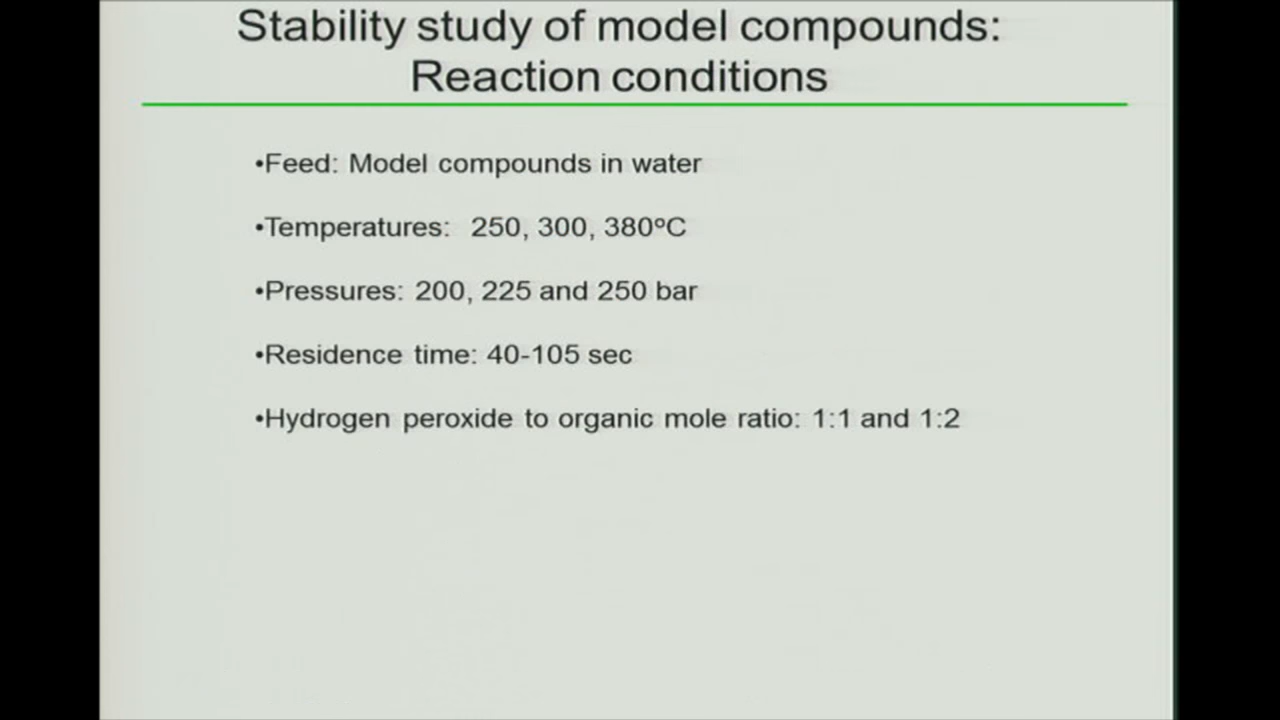 Stability study of model compounds:
Reaction conditions
•Feed: Model compounds in water
•Temperatures: 250, 300, 380ºC
•Pressures: 200, 225 and 250 bar
•Residence time: 40-105 sec
•Hydrogen peroxide to organic mole ratio: 1:1 and 1:2